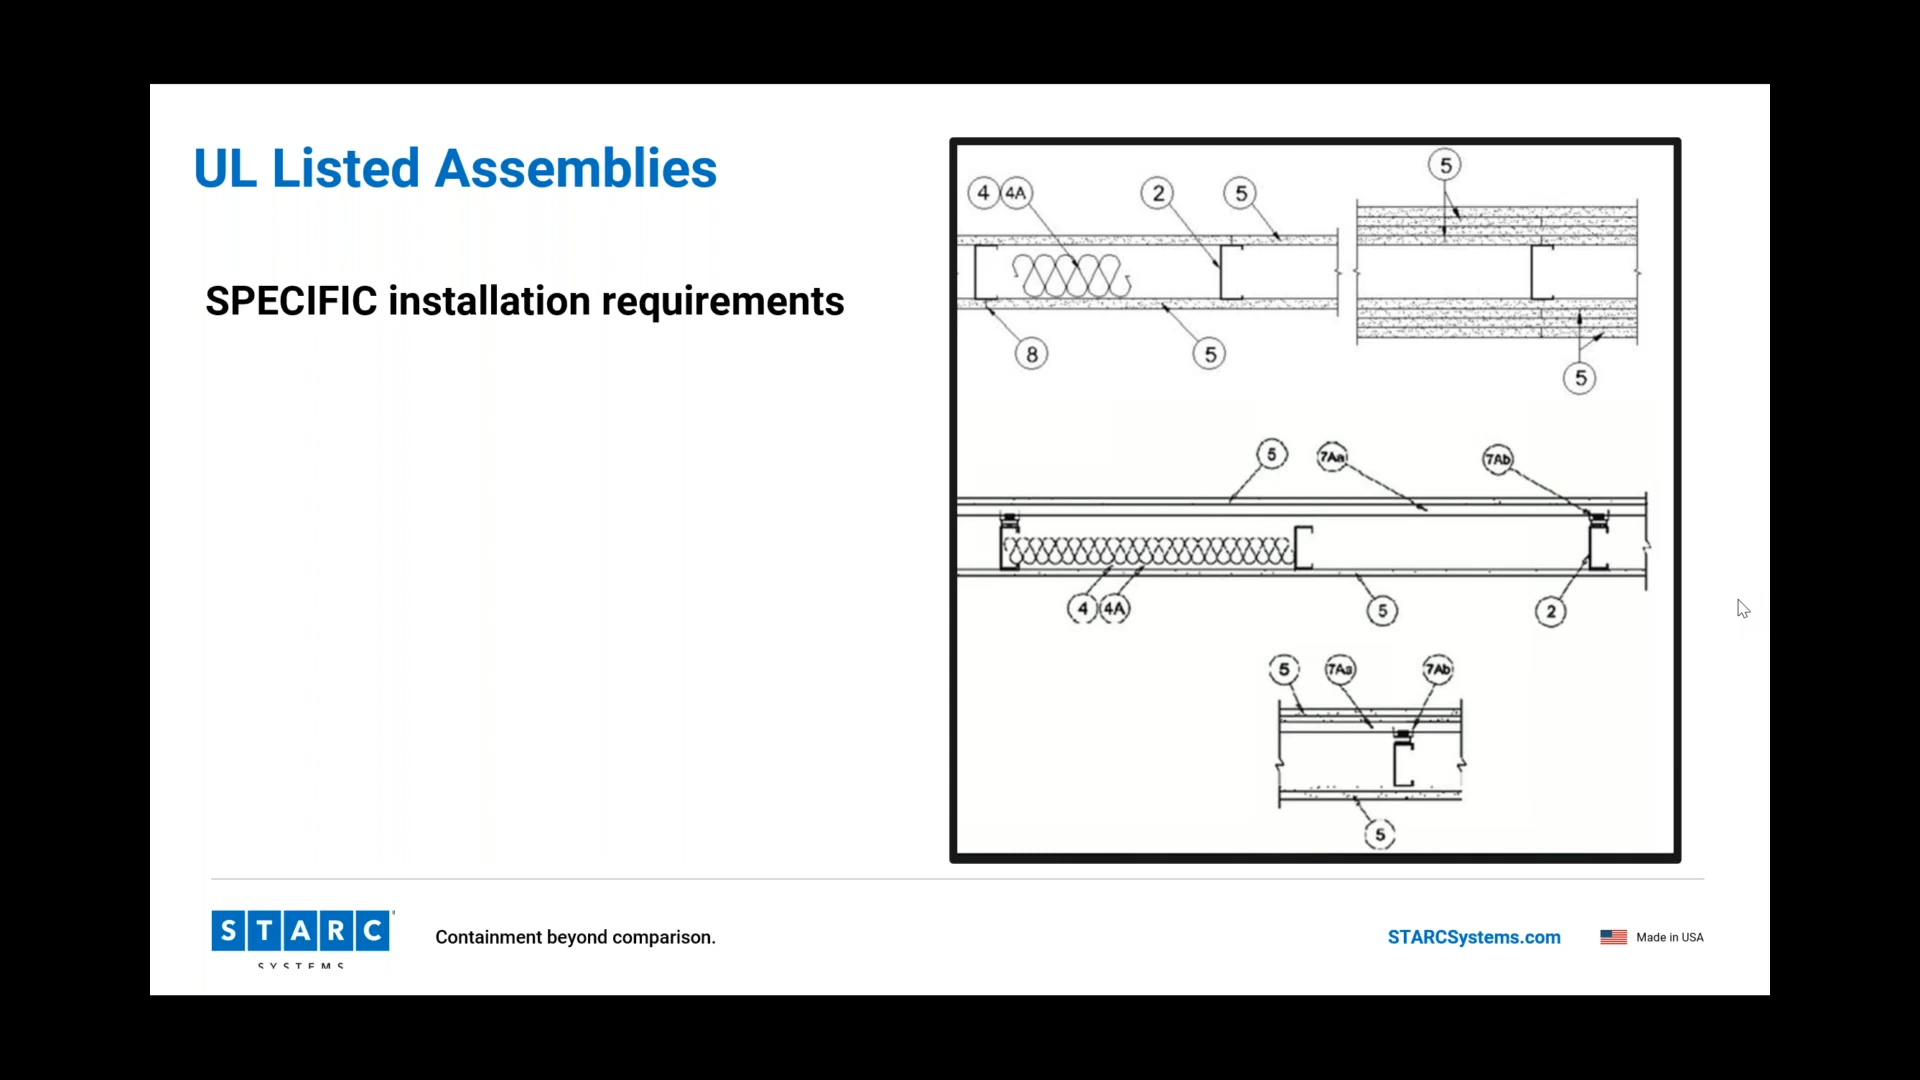 UL Listed Assemblies
SPECIFIC installation requirements
5
4 4A 2 5
8 5
5
5 7Aa 7Ab
4 4A 5 2
5 7Aa 7Ab
5
STARC
SYSTEMS
Containment beyond comparison.
STARCSystems.com
Made in USA